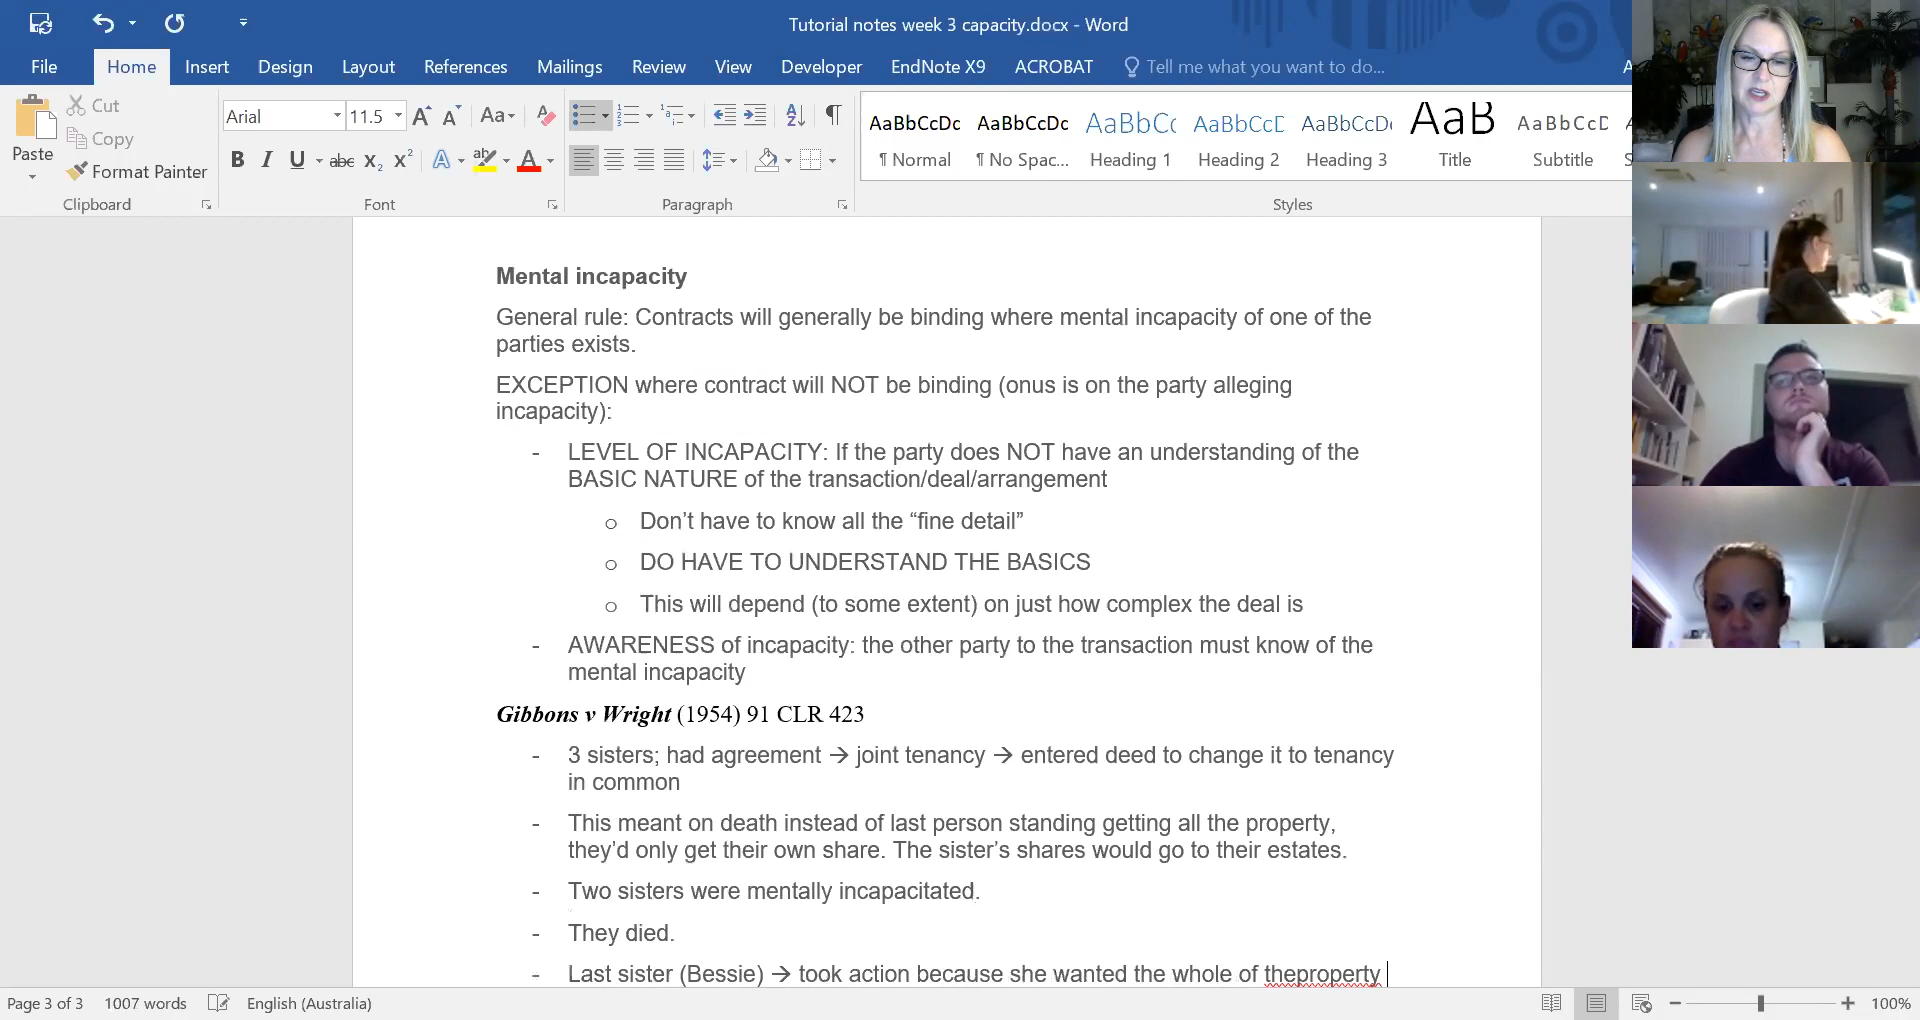 Tutorial notes week 3 capacity.docx - Word
File Home Insert Design Layout References Mailings Review View Developer EndNote X9 ACROBAT Tell me what you want to do...
Paste
Cut
Copy
Format Painter
Clipboard
Arial 11.5
Font
Paragraph
AaBbCcDc AaBbCcDc AaBbCc AaBbCcD AaBbCcDc AaB AaBbCcD
¶ Normal ¶ No Spac... Heading 1 Heading 2 Heading 3 Title Subtitle
Styles
Mental incapacity
General rule: Contracts will generally be binding where mental incapacity of one of the
parties exists.
EXCEPTION where contract will NOT be binding (onus is on the party alleging
incapacity):
- LEVEL OF INCAPACITY: If the party does NOT have an understanding of the
BASIC NATURE of the transaction/deal/arrangement
o Don’t have to know all the “fine detail”
o DO HAVE TO UNDERSTAND THE BASICS
o This will depend (to some extent) on just how complex the deal is
- AWARENESS of incapacity: the other party to the transaction must know of the
mental incapacity
Gibbons v Wright (1954) 91 CLR 423
- 3 sisters; had agreement → joint tenancy → entered deed to change it to tenancy
in common
- This meant on death instead of last person standing getting all the property,
they’d only get their own share. The sister’s shares would go to their estates.
- Two sisters were mentally incapacitated.
- They died.
- Last sister (Bessie) → took action because she wanted the whole of theproperty
Page 3 of 3 1007 words English (Australia) 100%